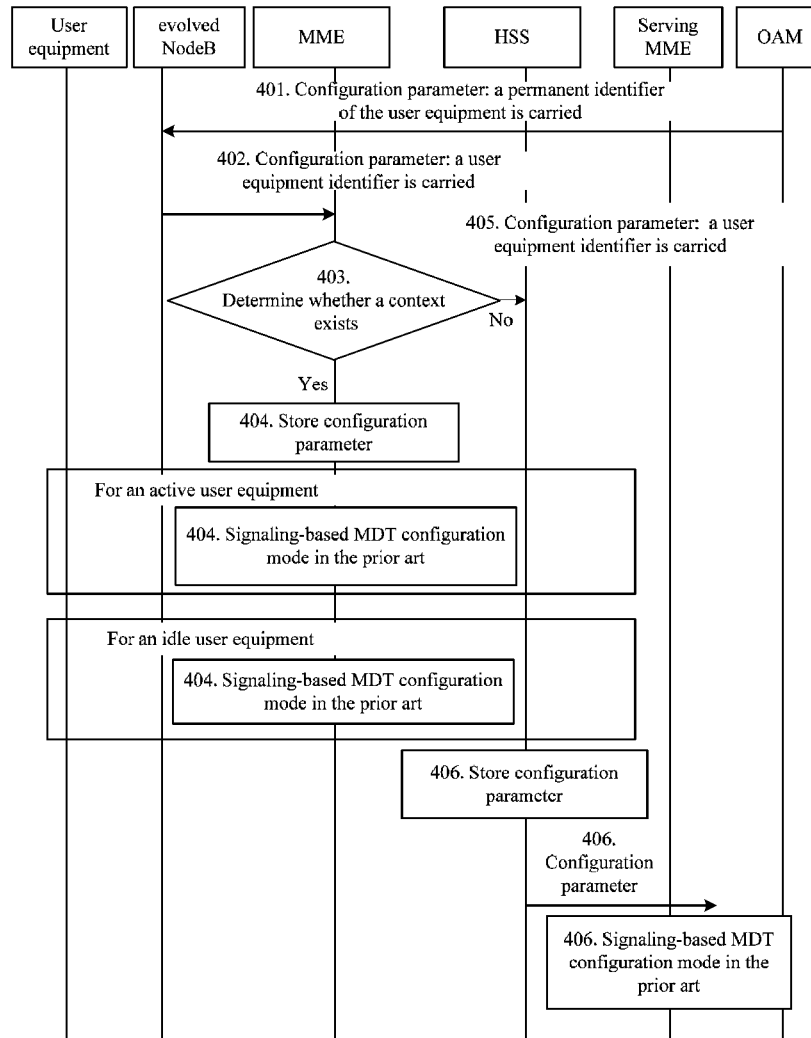 User
equipment
evolved
NodeB
MME
HSS
Serving
MME
OAM
401. Configuration parameter: a permanent identifier
of the user equipment is carried
402. Configuration parameter: a user
equipment identifier is carried
405. Configuration parameter: a user
equipment identifier is carried
403.
Determine whether a context
exists
No
Yes
404. Store configuration
parameter
For an active user equipment
404. Signaling-based MDT configuration
mode in the prior art
For an idle user equipment
404. Signaling-based MDT configuration
mode in the prior art
406. Store configuration
parameter
406.
Configuration
parameter
406. Signaling-based MDT
configuration mode in the
prior art